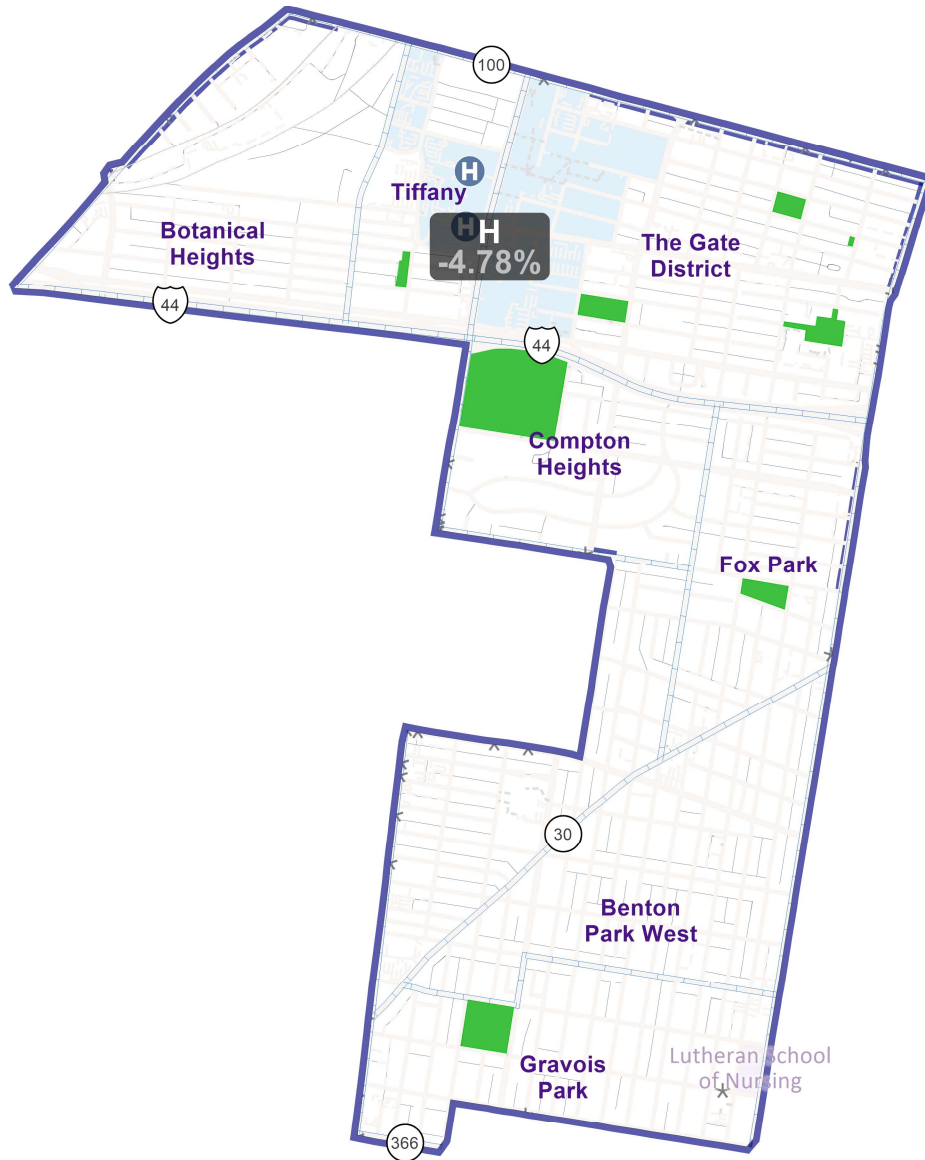 100
H
Tiffany
H
H
-4.78%
Botanical
Heights
The Gate
District
44
44
Compton
Heights
Fox Park
30
Benton
Park West
Lutheran School
of Nursing
Gravois
Park
366